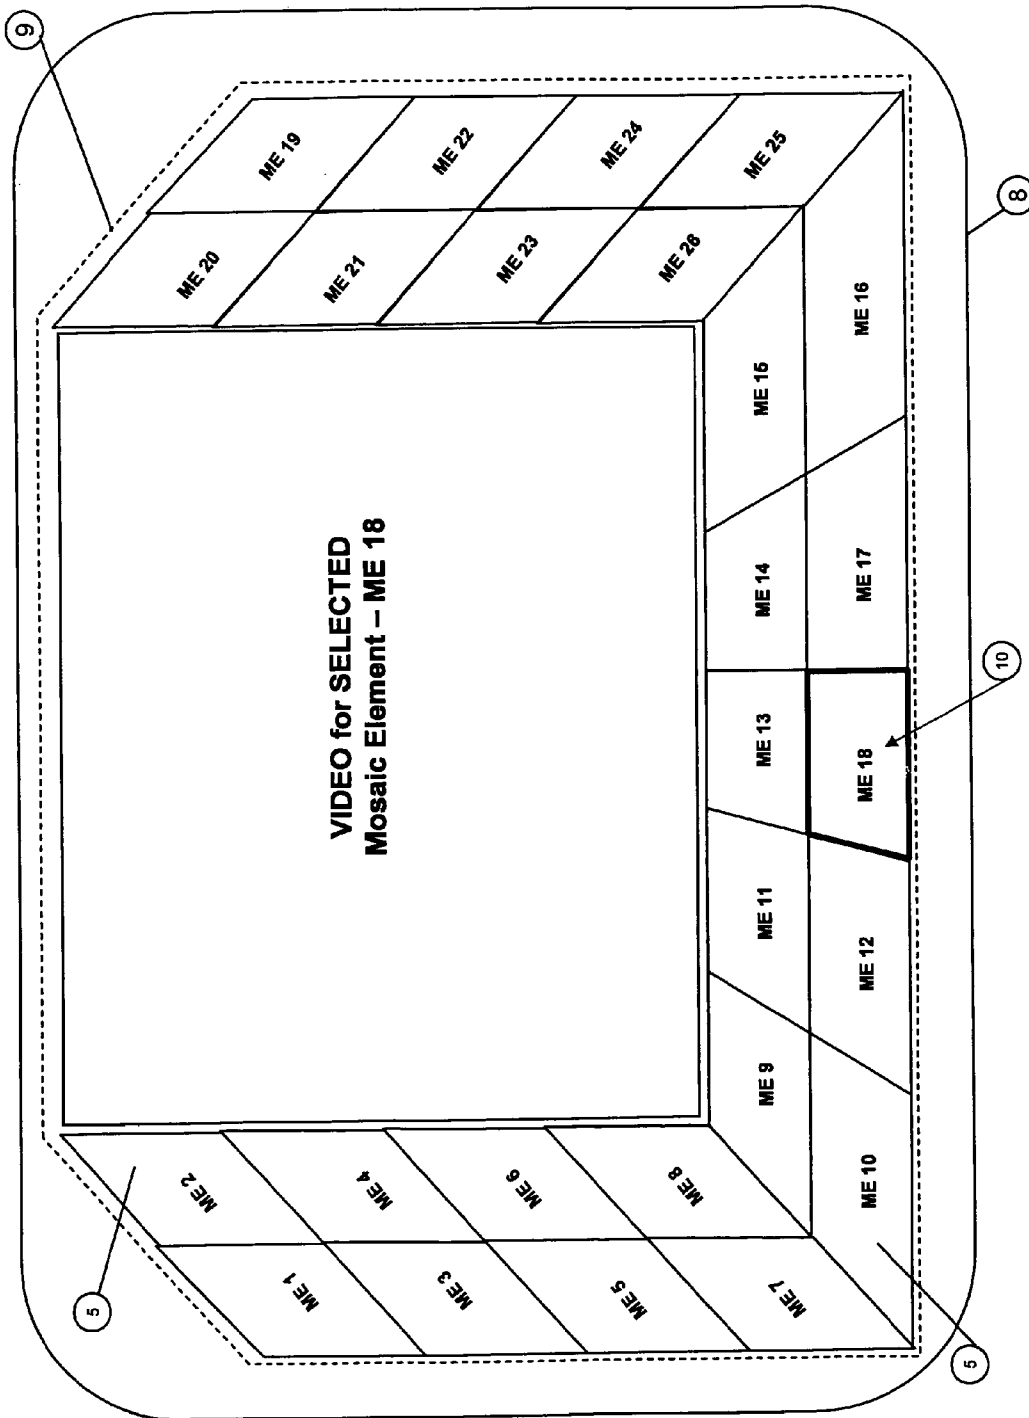 9
5
ME 2
ME 20
ME 1
ME 19
VIDEO for SELECTED
Mosaic Element – ME 18
ME 4
ME 21
ME 3
ME 22
ME 6
ME 23
ME 5
ME 24
ME 8
ME 26
ME 7
ME 25
ME 9
ME 11
ME 13
ME 14
ME 15
ME 10
ME 12
ME 18
ME 17
ME 16
5
10
8